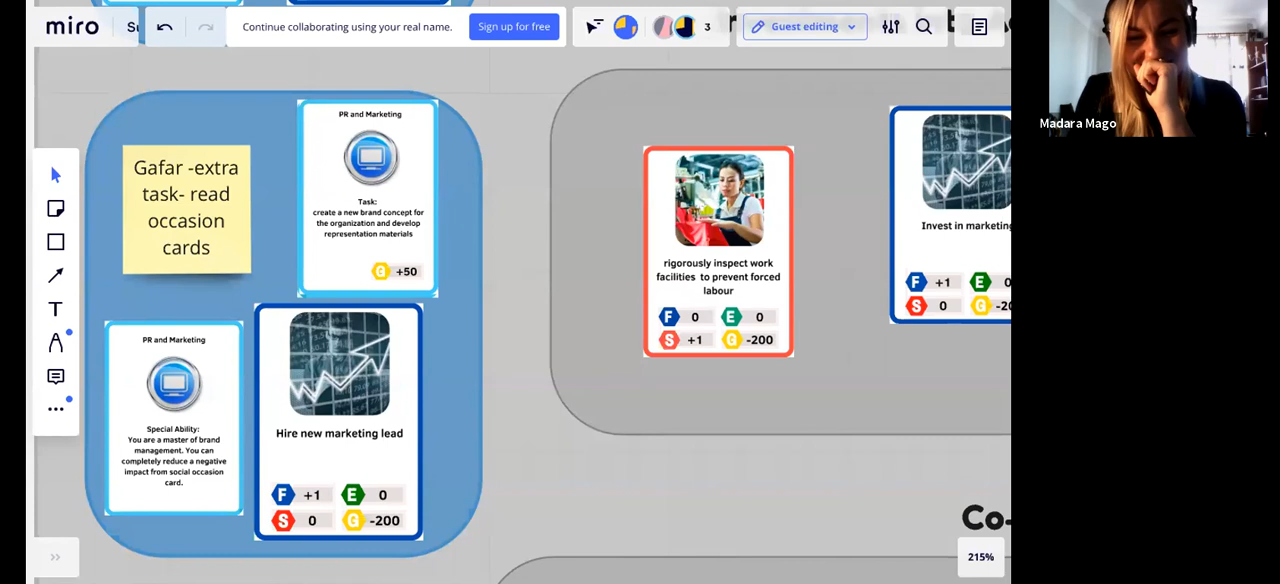 miro
Continue collaborating using your real name.
Sign up for free
3
Guest editing
Madara Mago
Gafar -extra
task- read
occasion
cards
PR and Marketing
Task:
create a new brand concept for
the organization and develop
representation materials
G +50
PR and Marketing
Special Ability:
You are a master of brand
management. You can
completely reduce a negative
impact from social occasion
card.
Hire new marketing lead
F +1 E 0
S 0 G -200
rigorously inspect work
facilities to prevent forced
labour
F 0 E 0
S +1 G -200
Invest in marketing
F +1 E 0
S 0 G -20
Co-
215%